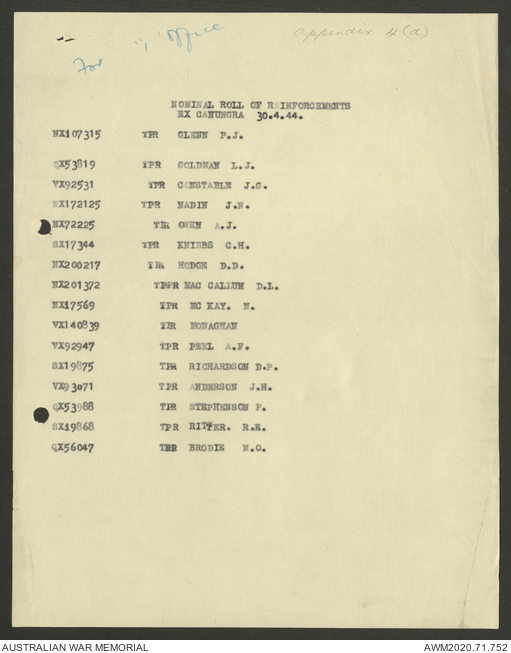 appendix 4(a)
For " ; office
NOMINAL ROLL OF REINFORCEMENTS
EX CANUNGRA 30.4.44.
NX107315 TPR GLENN P.J.
QX53819 TPR GOLDMAN L.J.
VX92531 TPR CONSTABLE J.G.
NX172125 TPR NADIN J.N.
NX72225 TPR OWEN A.J.
SX17344 TPR KNIBBS C.H.
NX200217 TPR HODGE D.D.
NX201372 TPR MAC CALLUM D.L.
NX17569 TPR MC KAY. N.
VX140839 TPR MONAGHAN
VX92947 TPR PEEL A.F.
SX19875 TPR RICHARDSON D.P.
VX93071 TPR ANDERSON J.H.
QX53988 TPR STEPHENSON P.
SX19868 TPR RITTER. R.E.
QX56047 TPR BRODIE M.O.
AUSTRALIAN WAR MEMORIAL
AWM2020.71.752